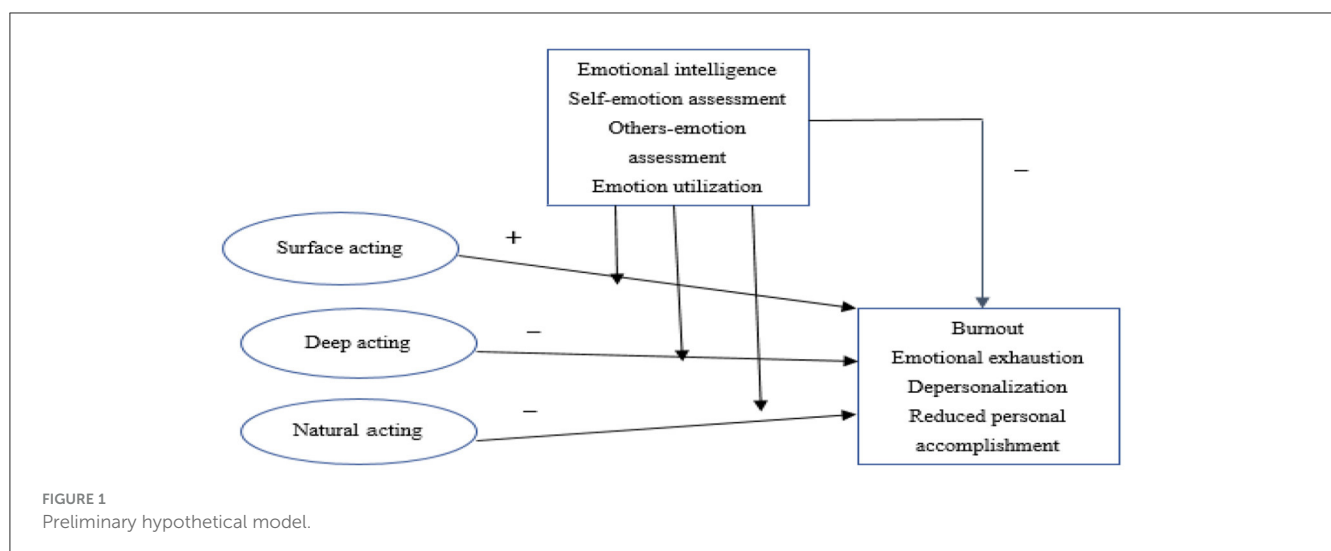 Emotional intelligence
Self-emotion assessment
Others-emotion
assessment
Emotion utilization
–
Surface acting
+
Deep acting
–
Natural acting
–
Burnout
Emotional exhaustion
Depersonalization
Reduced personal
accomplishment
FIGURE 1
Preliminary hypothetical model.